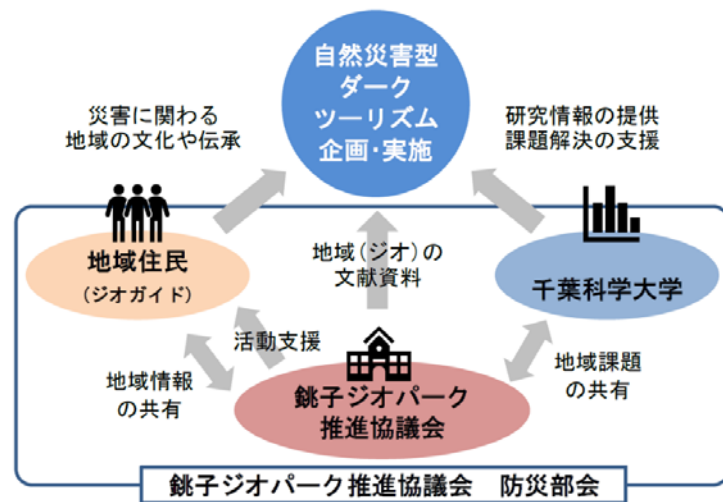 自然災害型
ダーク
ツーリズム
企画・実施
災害に関わる
地域の文化や伝承
研究情報の提供
課題解決の支援
地域住民
(ジオガイド)
地域(ジオ)の
文献資料
千葉科学大学
活動支援
地域情報
の共有
地域課題
の共有
銚子ジオパーク
推進協議会
銚子ジオパーク推進協議会　防災部会